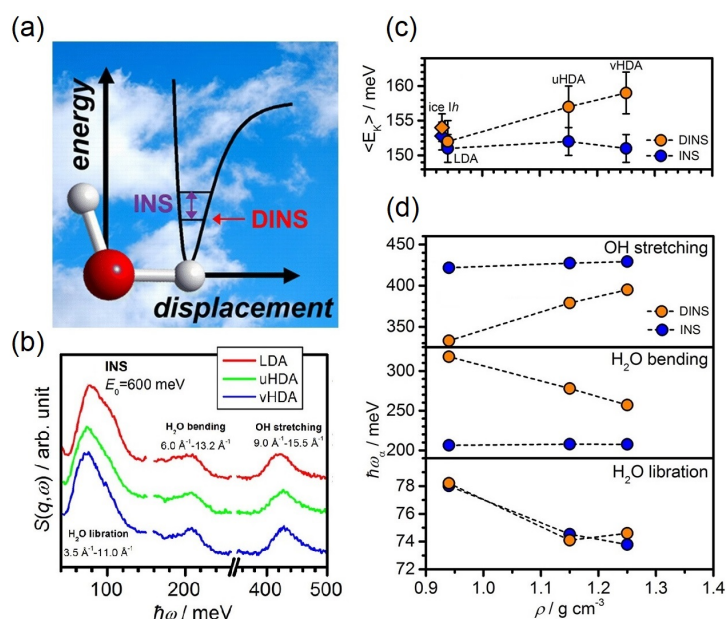 (a)
energy
INS
DINS
displacement
(b)
INS
E₀=600 meV
LDA
uHDA
vHDA
H₂O bending
6.0 Å⁻¹-13.2 Å⁻¹
OH stretching
9.0 Å⁻¹-15.5 Å⁻¹
H₂O libration
3.5 Å⁻¹-11.0 Å⁻¹
S(q,ω) / arb. unit
100 200 400 500
ħω / meV
(c)
160
155
150
<E_K> / meV
ice Ih
LDA
uHDA
vHDA
DINS
INS
(d)
OH stretching
450
400
350
DINS
INS
H₂O bending
300
250
200
ħω_α / meV
H₂O libration
78
76
74
72
0.9 1.0 1.1 1.2 1.3 1.4
ρ / g cm⁻³